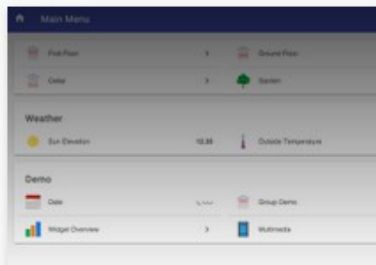 Main Menu
First Floor
Ground Floor
Cellar
Garden
Weather
Sun Elevation
Outside Temperature
Demo
Date
Group Demo
Widget Overview
Multimedia